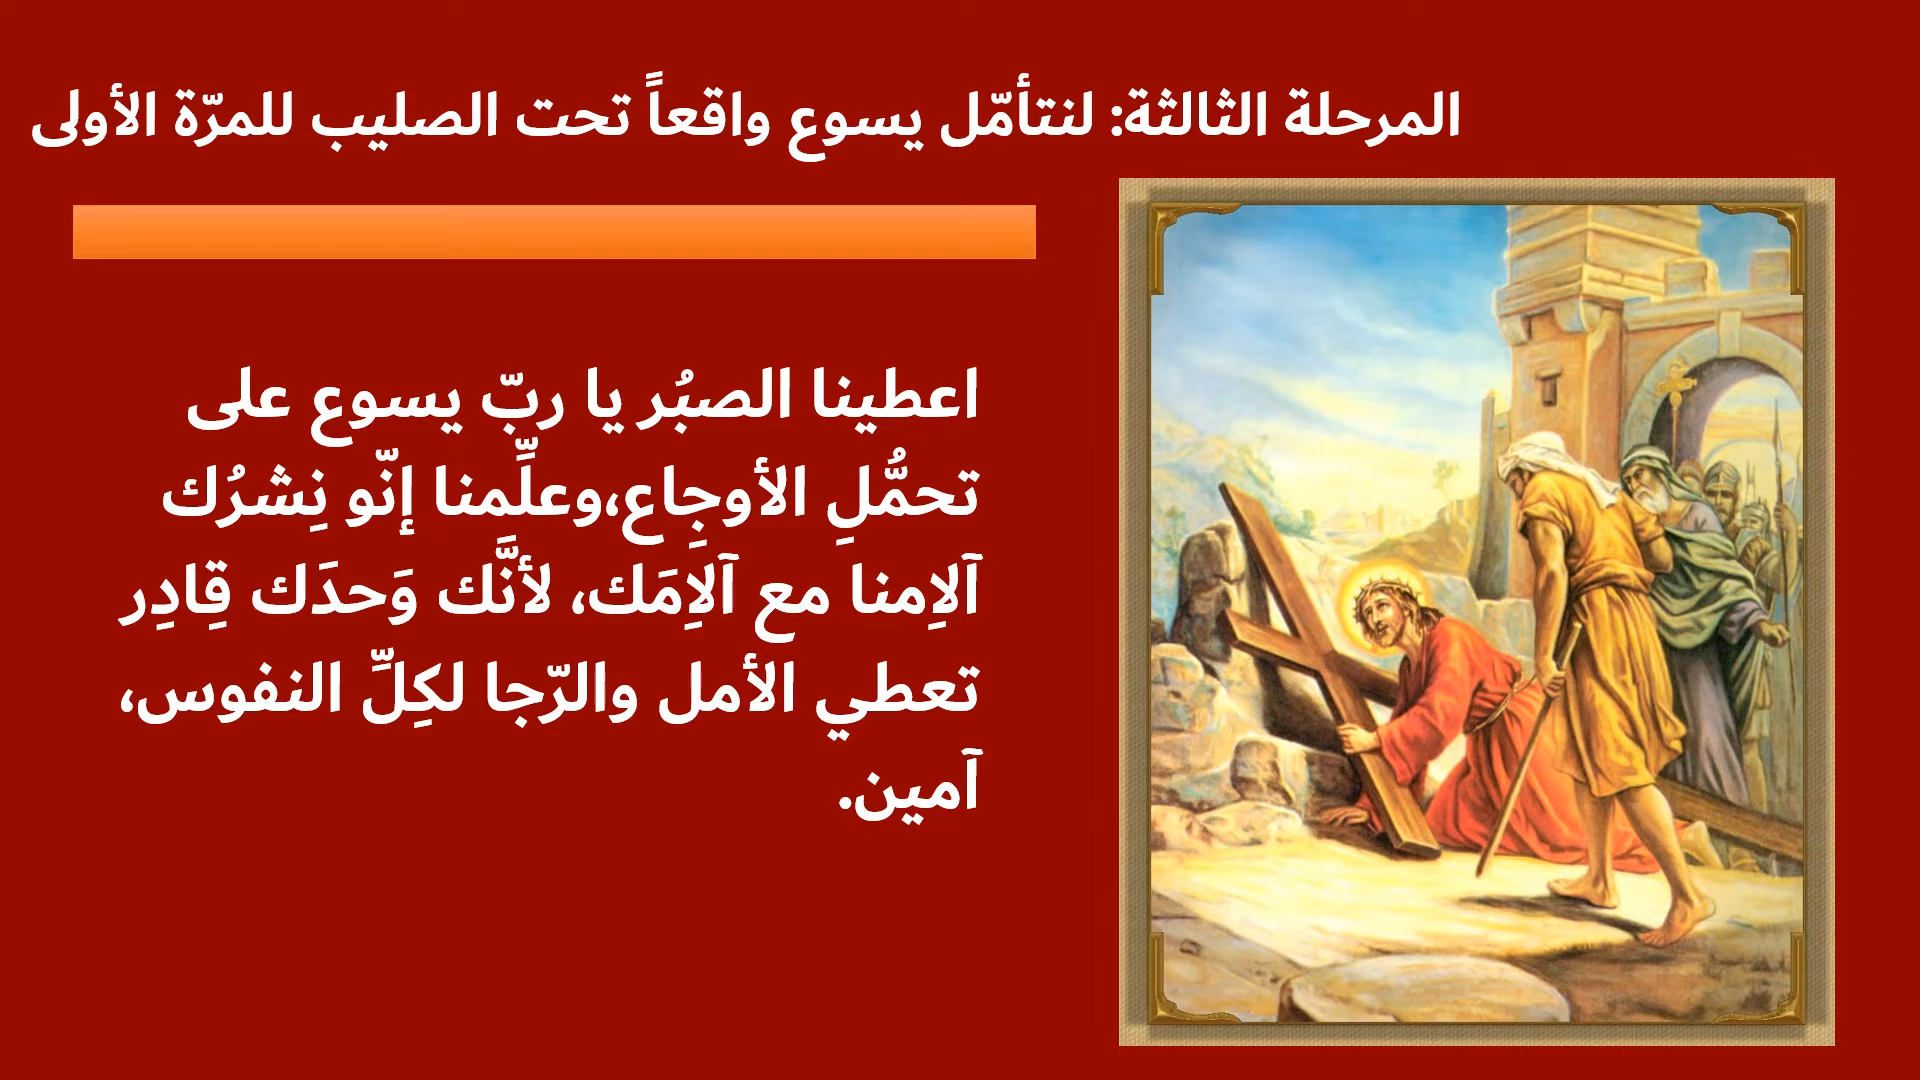 المرحلة الثالثة: لنتأمّل يسوع واقعاً تحت الصليب للمرّة الأولى
اعطينا الصبُر يا ربّ يسوع على
تحمُّلِ الأوجِاع،وعلِّمنا إنّو نِشرُك
آلاِمنا مع آلاِمَك، لأنَّك وَحدَك قِادِر
تعطي الأمل والرّجا لكِلِّ النفوس،
آمين.